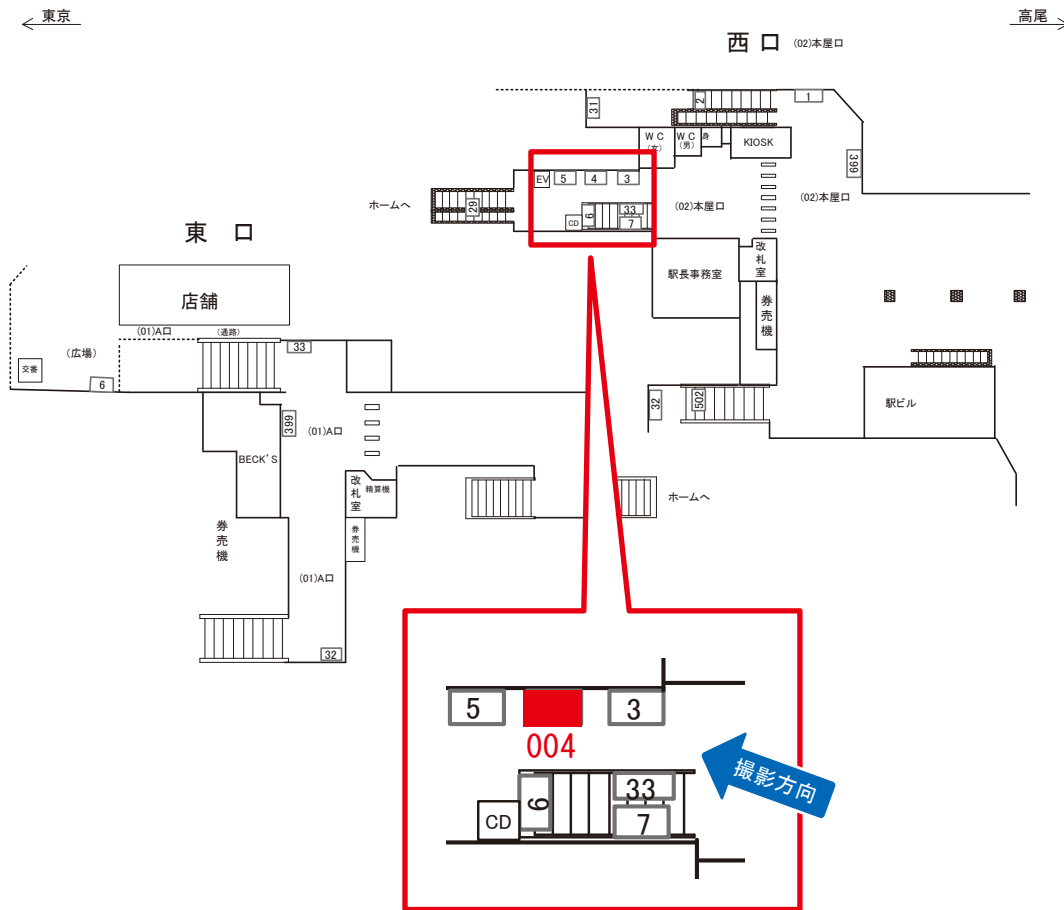 東京
高尾
西口
(02)本屋口
31
2
1
WC
(女)
WC
(男)
身
KIOSK
399
EV
5
4
3
(02)本屋口
(02)本屋口
ホームへ
29
CD
6
33
7
東口
駅長事務室
改札室
券売機
店舗
(01)A口
(通路)
33
(広場)
交番
6
399
(01)A口
BECK'S
改札室
精算機
券売機
券売機
(01)A口
32
32
502
駅ビル
ホームへ
5
3
004
撮影方向
6
33
7
CD